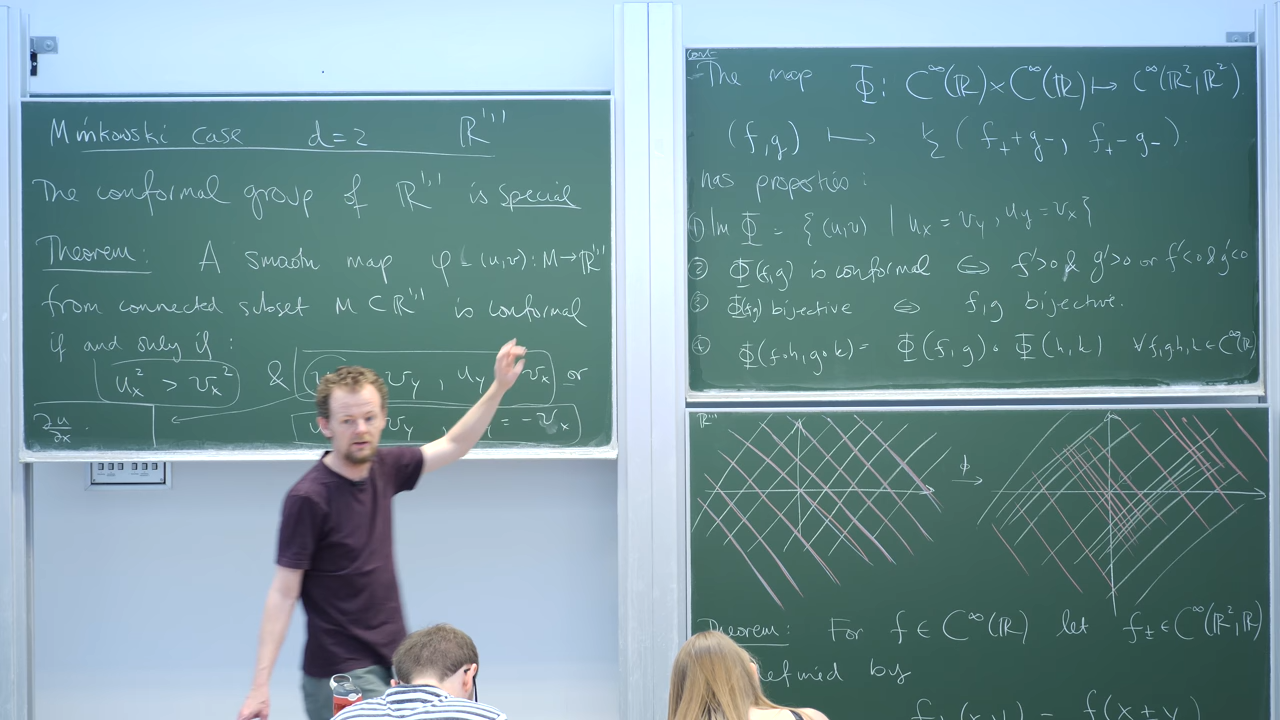 Minkowski case d=2 ℝ^{1,1}
The conformal group of ℝ^{1,1} is special
Theorem: A smooth map φ=(u,v): M→ℝ^{1,1}
from connected subset M⊂ℝ^{1,1} is conformal
if and only if:
u_x² > v_x² & v_y, u_y v_x or
∂u/∂x v_y = -v_x
cont-
-The map Φ: C^∞(ℝ)×C^∞(ℝ) ↦ C^∞(ℝ²,ℝ²)
(f,g) ⟼ ½(f_+ + g_-, f_+ - g_-).
has properties:
① Im Φ = {(u,v) | u_x = v_y, u_y = v_x}
② Φ(f,g) is conformal ⇔ f'>0 & g'>0 or f'<0 & g'<0
③ Φ(f,g) bijective ⇔ f,g bijective.
④ Φ(f∘h, g∘k) = Φ(f,g)∘Φ(h,k) ∀f,g,h,k∈C^∞(ℝ)
ℝ^{1,1} Φ →
Theorem: For f∈C^∞(ℝ) let f_±∈C^∞(ℝ²,ℝ)
defined by
f_±(x,y) = f(x±y)